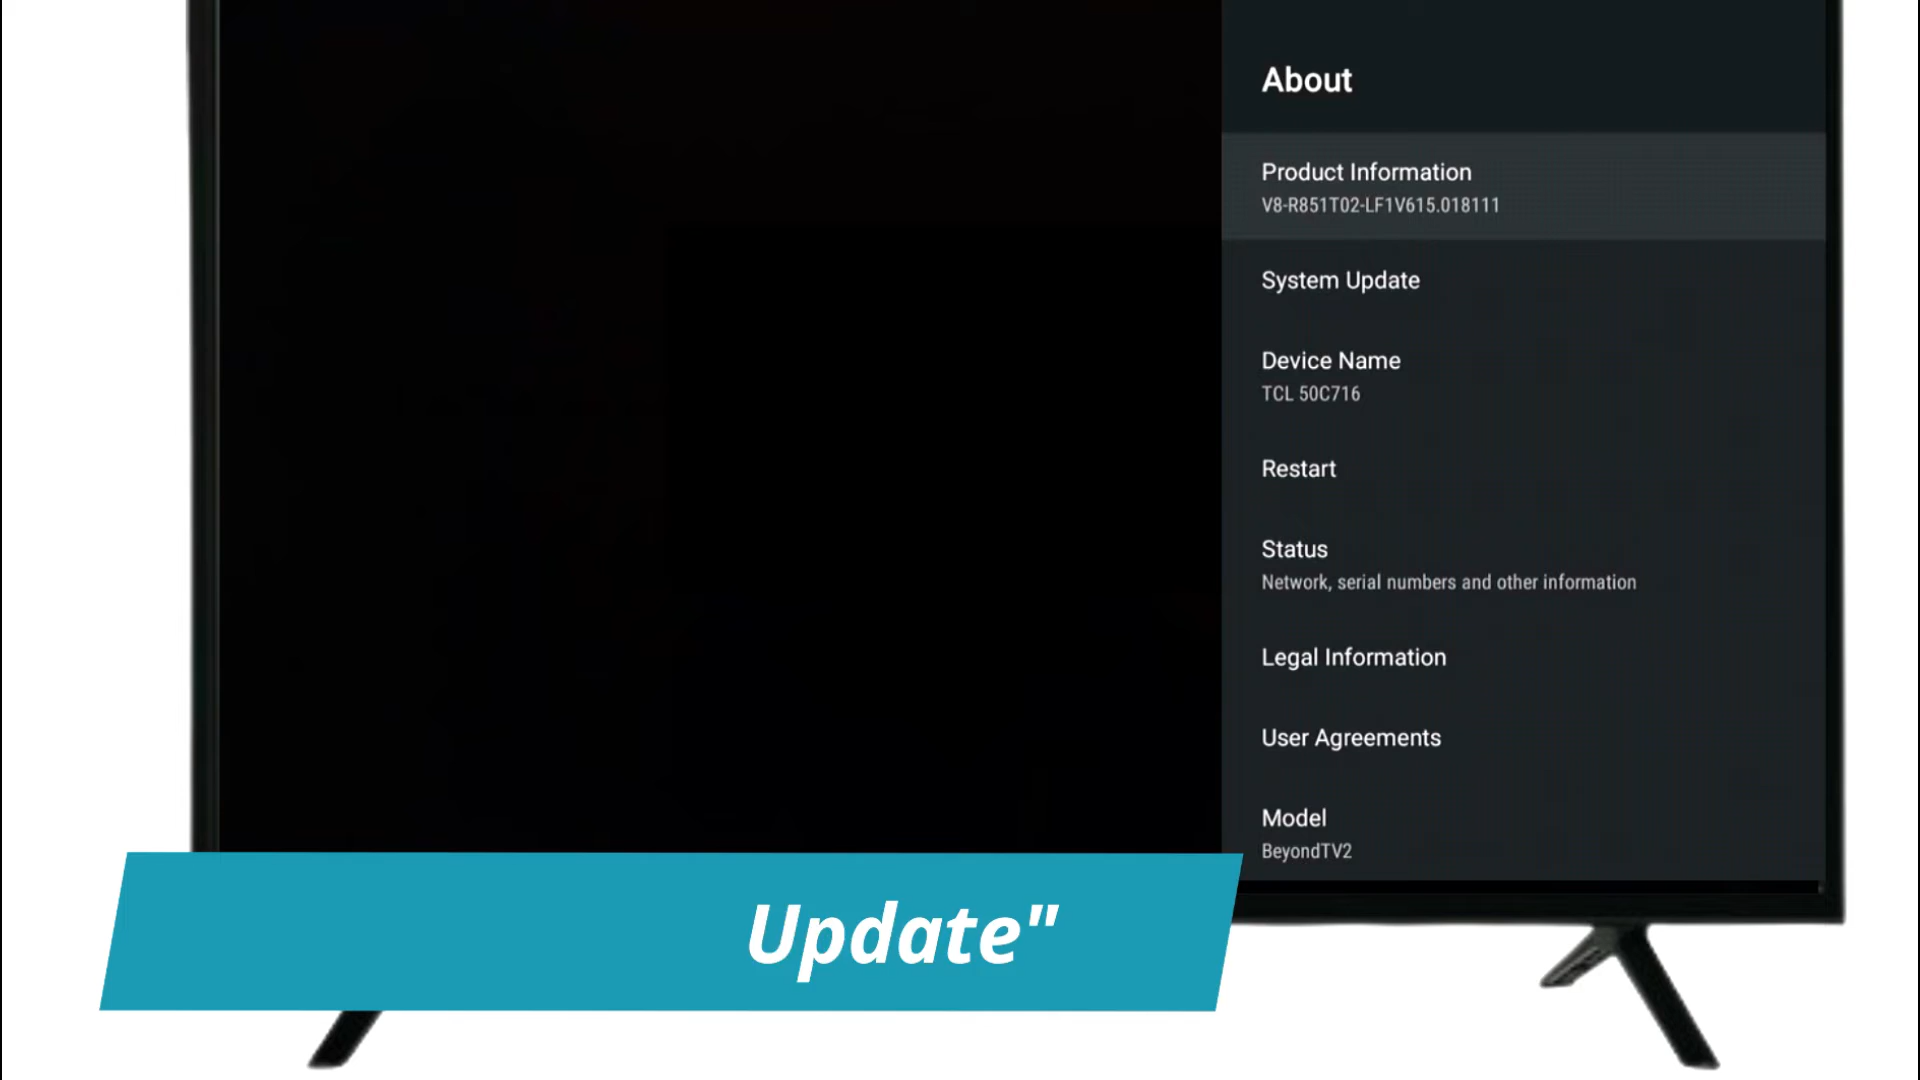 About
Product Information
V8-R851T02-LF1V615.018111
System Update
Device Name
TCL 50C716
Restart
Status
Network, serial numbers and other information
Legal Information
User Agreements
Model
BeyondTV2
Update"